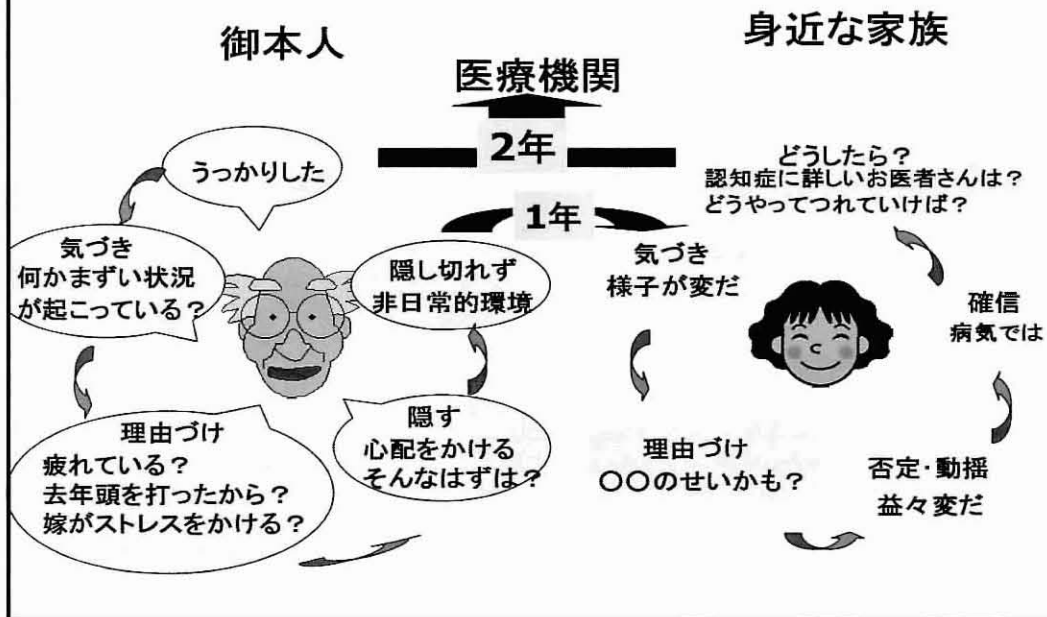 御本人
身近な家族
医療機関
2年
1年
うっかりした
気づき
何かまずい状況
が起こっている？
理由づけ
疲れている？
去年頭を打ったから？
嫁がストレスをかける？
隠す
心配をかける
そんなはずは？
隠し切れず
非日常的環境
気づき
様子が変だ
理由づけ
〇〇のせいかも？
否定・動揺
益々変だ
確信
病気では
どうしたら？
認知症に詳しいお医者さんは？
どうやってつれていけば？